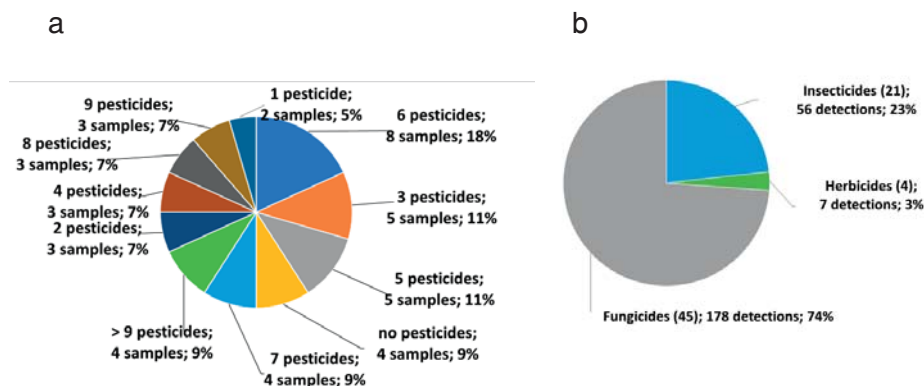 a
1 pesticide;
2 samples; 5%
6 pesticides;
8 samples; 18%
3 pesticides;
5 samples; 11%
5 pesticides;
5 samples; 11%
no pesticides;
4 samples; 9%
7 pesticides;
4 samples; 9%
> 9 pesticides;
4 samples; 9%
2 pesticides;
3 samples; 7%
4 pesticides;
3 samples; 7%
8 pesticides;
3 samples; 7%
9 pesticides;
3 samples; 7%
b
Insecticides (21);
56 detections; 23%
Herbicides (4);
7 detections; 3%
Fungicides (45); 178 detections; 74%